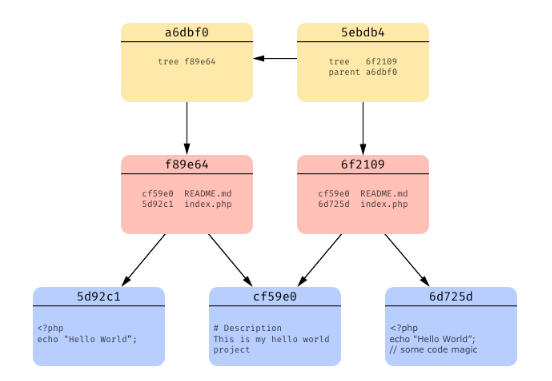 a6dbf0
tree f89e64
5ebdb4
tree 6f2109
parent a6dbf0
f89e64
cf59e0 README.md
5d92c1 index.php
6f2109
cf59e0 README.md
6d725d index.php
5d92c1
<?php
echo "Hello World";
cf59e0
# Description
This is my hello world
project
6d725d
<?php
echo "Hello World";
// some code magic